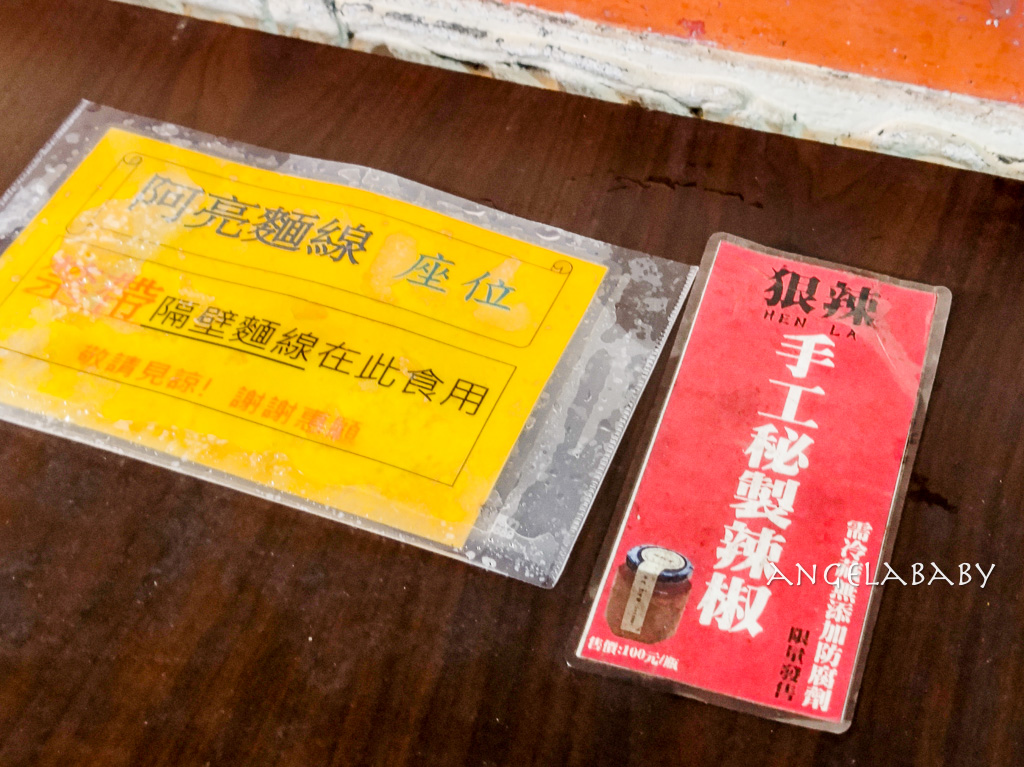 阿亮麵線 座位
禁帶隔壁麵線在此食用
敬請見諒! 謝謝惠顧
狠辣
HEN LA
手工秘製辣椒
需冷藏無添加防腐劑
限量發售
售價:100元/瓶
ANGELABABY